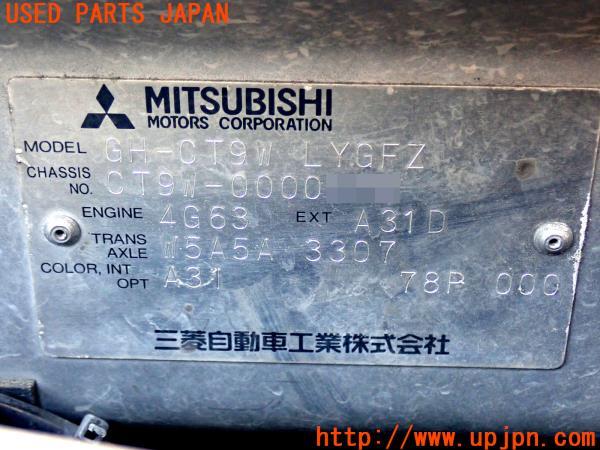 USED PARTS JAPAN
MITSUBISHI
MOTORS CORPORATION
MODEL GH-CT9W LYGFZ
CHASSIS NO. CT9W-0000
ENGINE 4G63 EXT A31D
TRANS AXLE W5A5A 3307
COLOR, INT OPT A31 78P 000
三菱自動車工業株式会社
http://www.upjpn.com